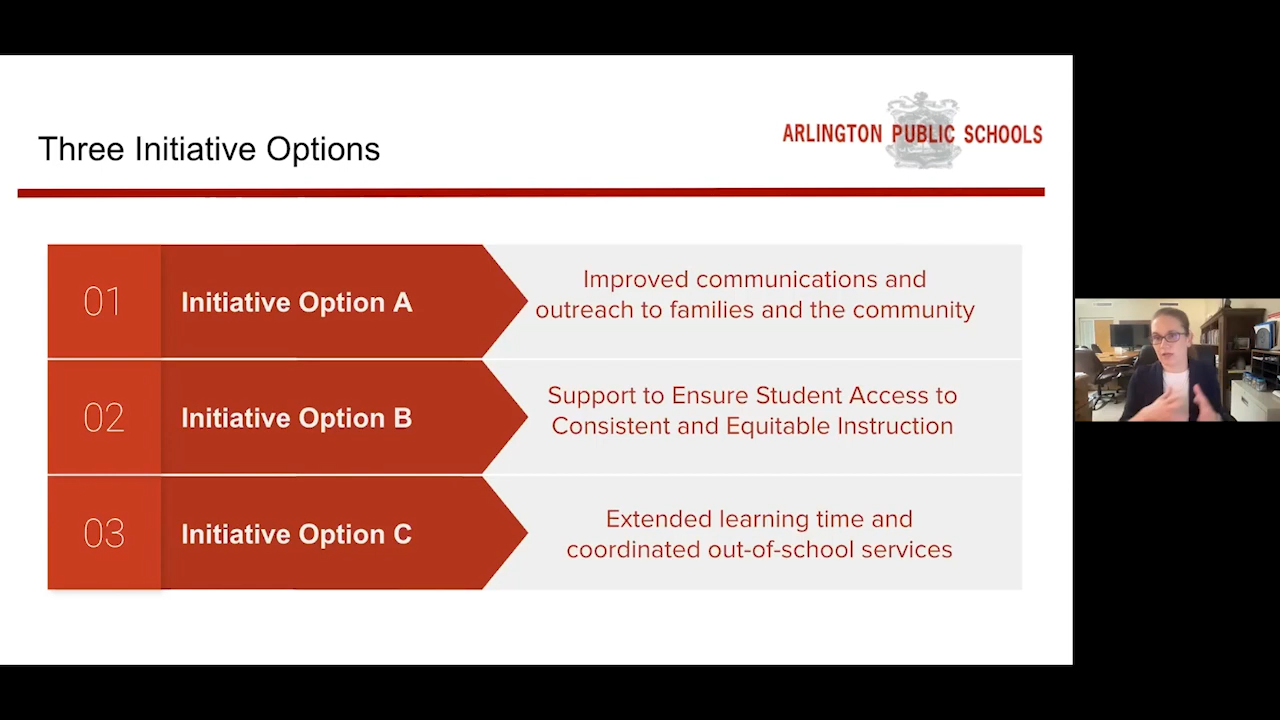 Three Initiative Options
ARLINGTON PUBLIC SCHOOLS
01
Initiative Option A
Improved communications and
outreach to families and the community
02
Initiative Option B
Support to Ensure Student Access to
Consistent and Equitable Instruction
03
Initiative Option C
Extended learning time and
coordinated out-of-school services